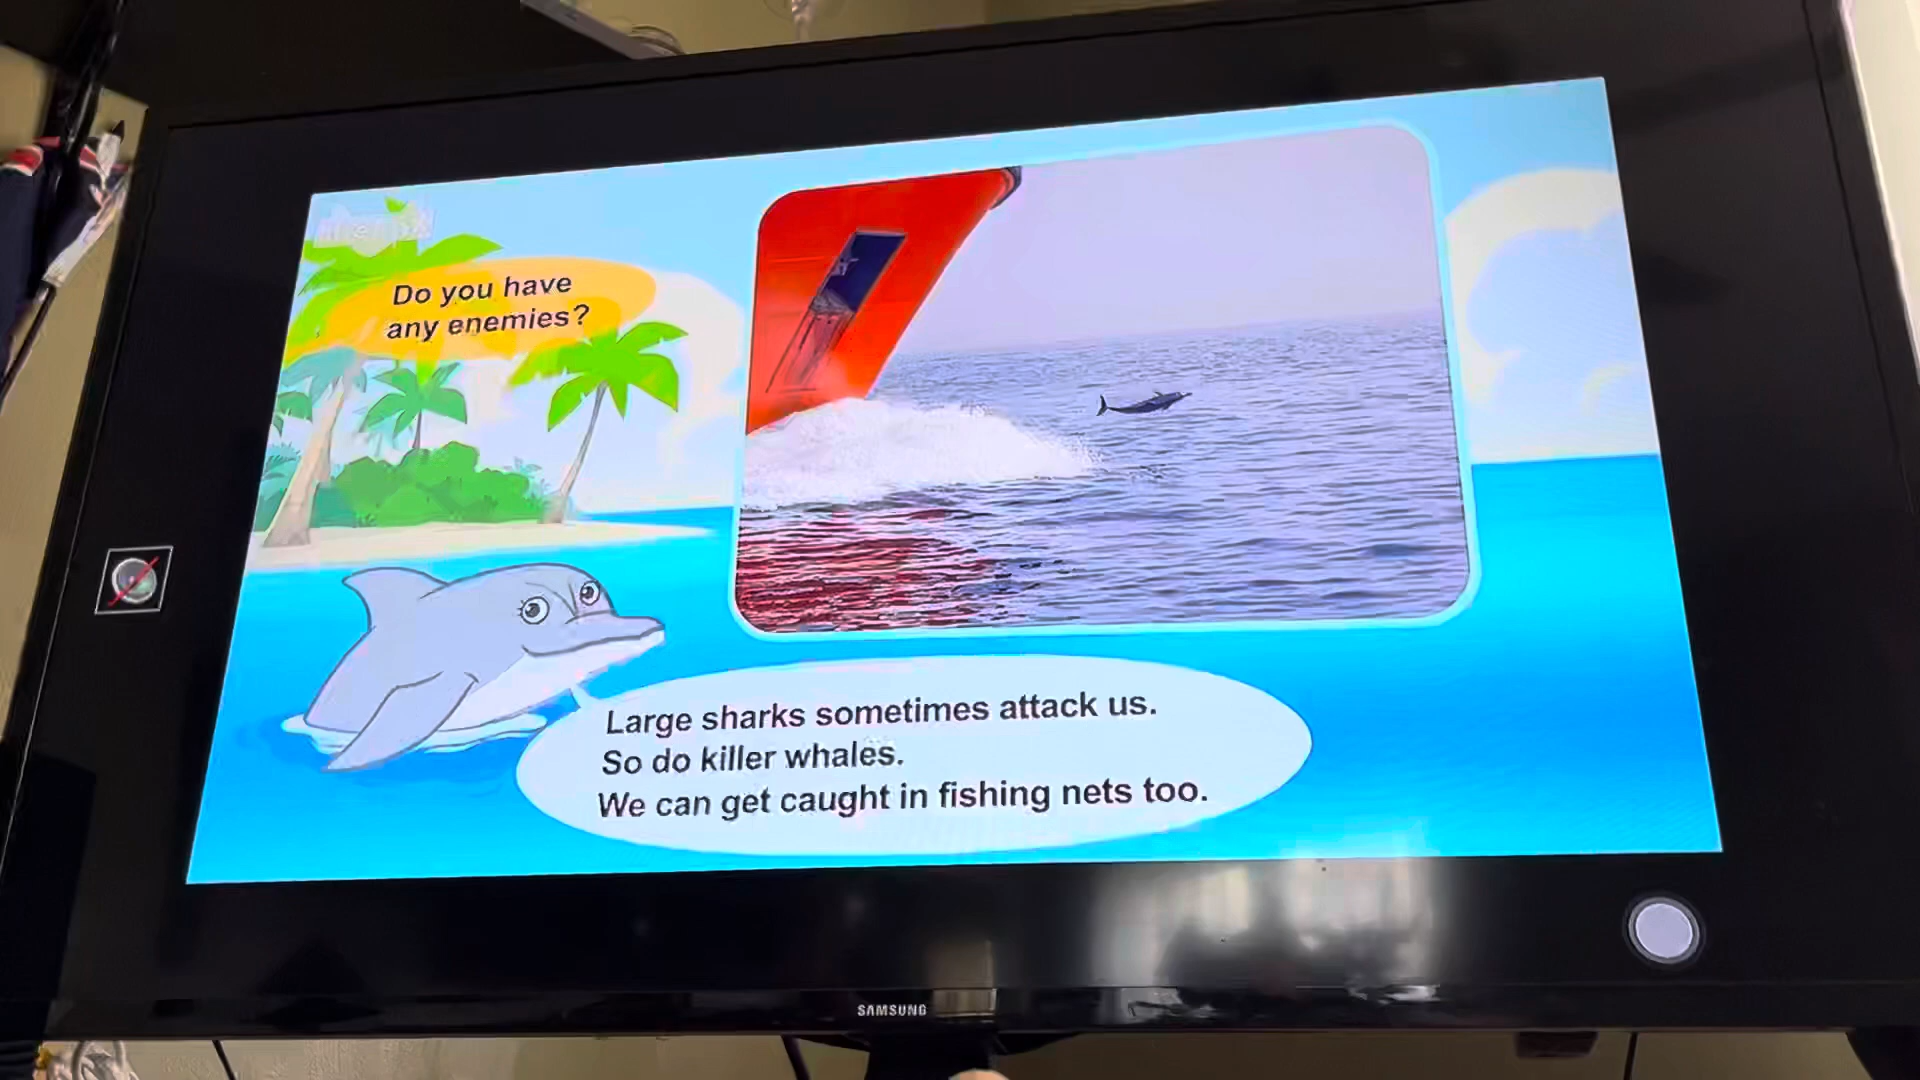 Do you have
any enemies?
Large sharks sometimes attack us.
So do killer whales.
We can get caught in fishing nets too.
SAMSUNG